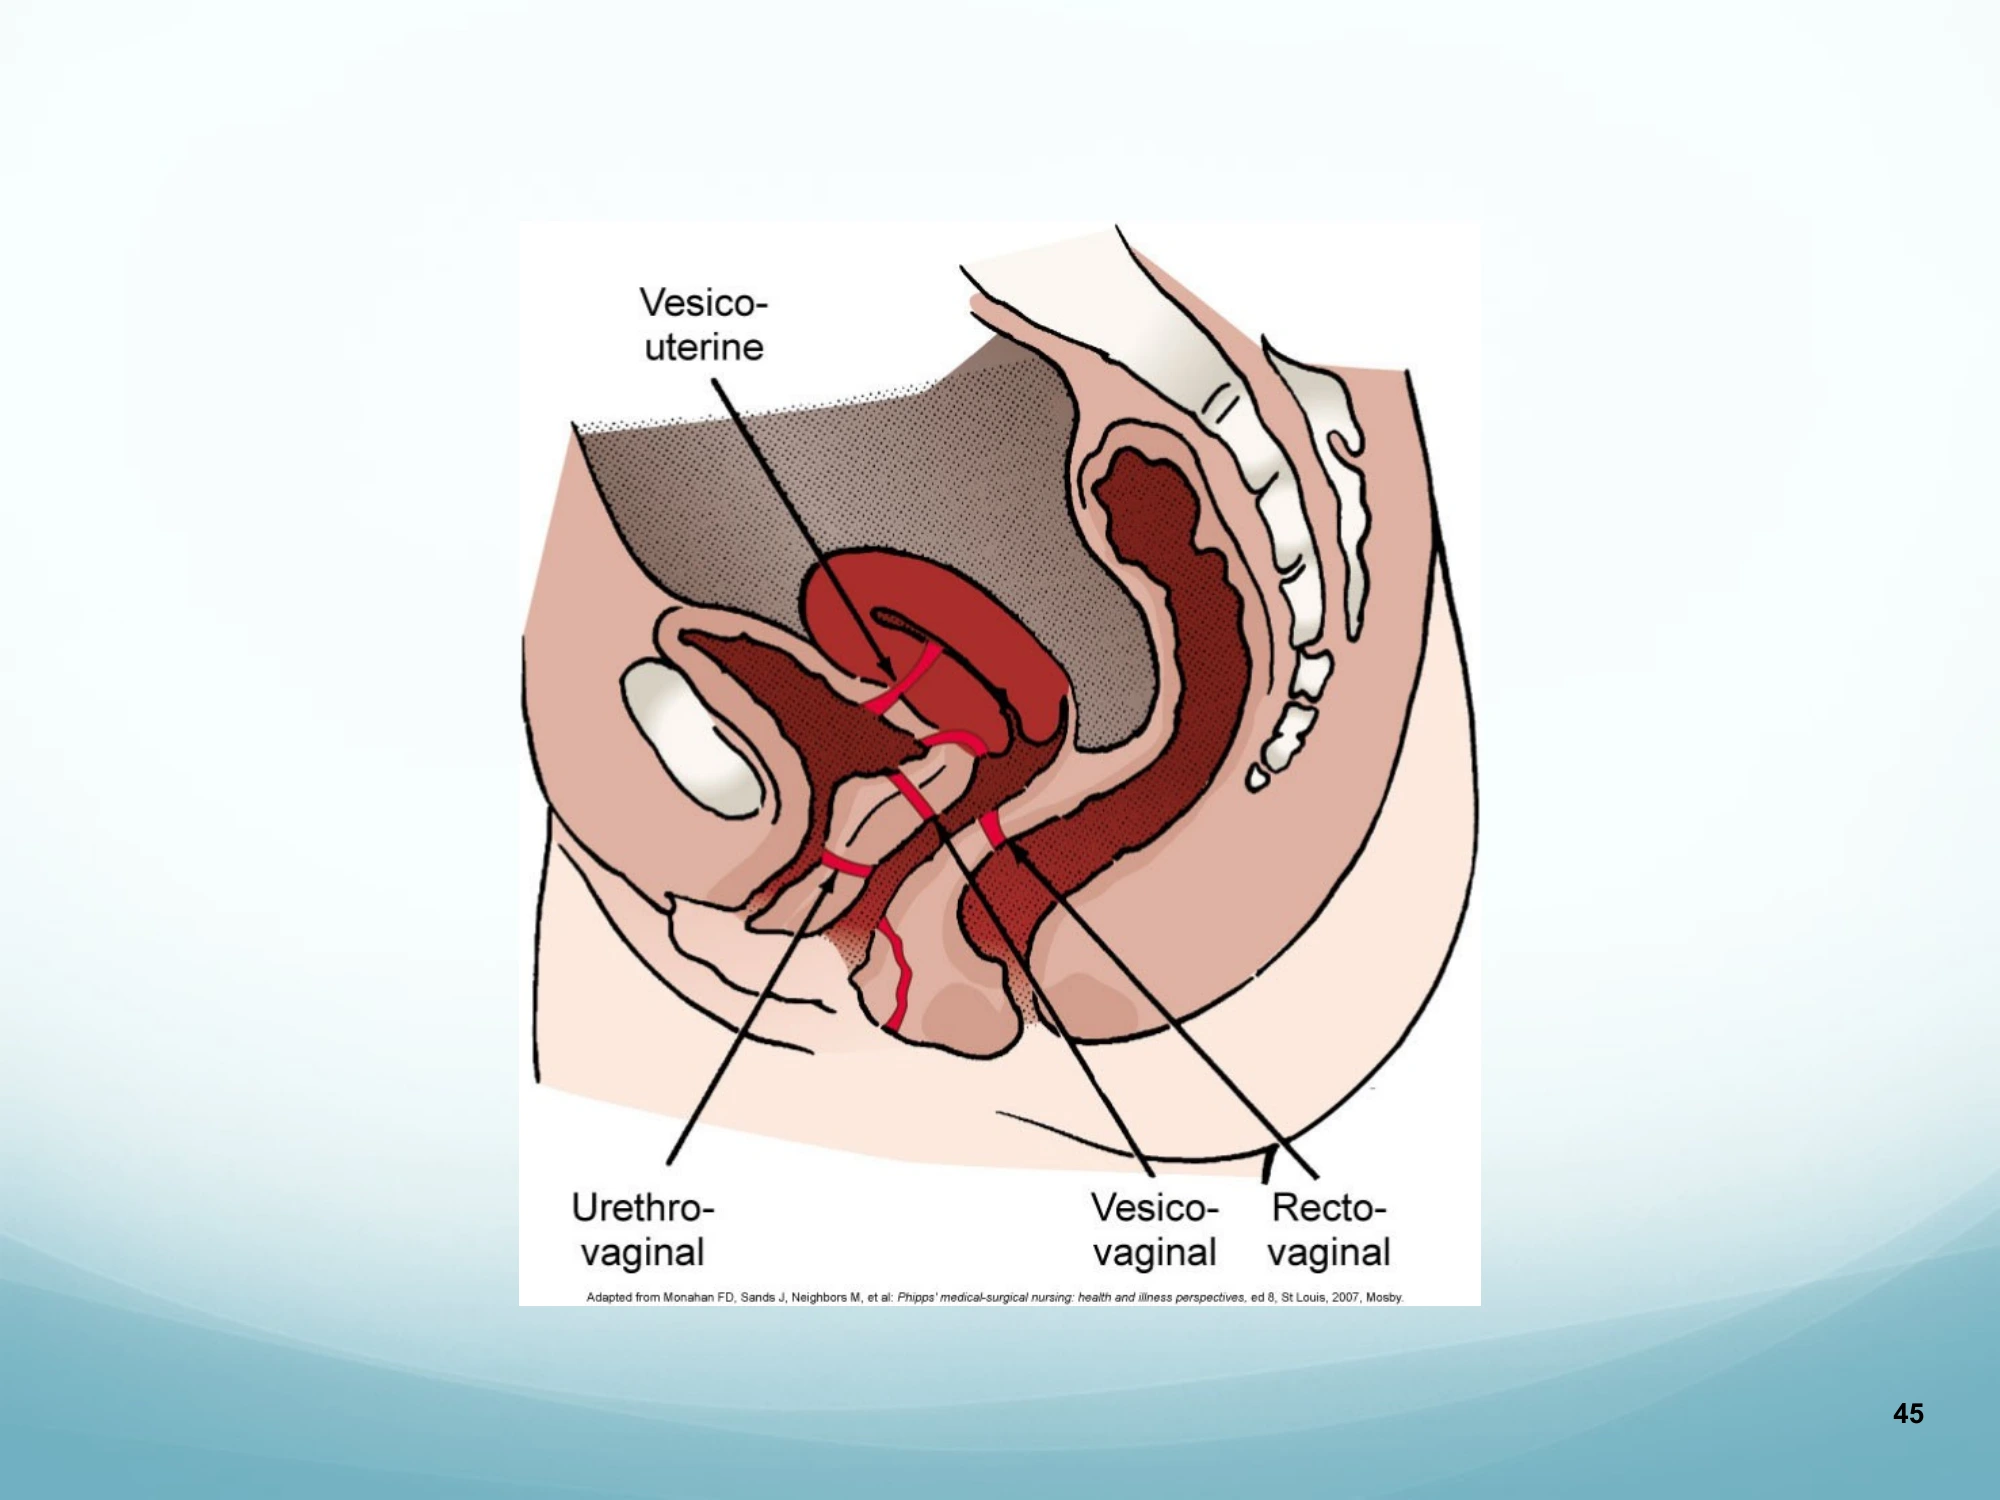 Vesico-
uterine
Urethro-
vaginal
Vesico-
vaginal
Recto-
vaginal
Adapted from Monahan FD, Sands J, Neighbors M, et al: Phipps' medical-surgical nursing: health and illness perspectives, ed 8, St Louis, 2007, Mosby.
45